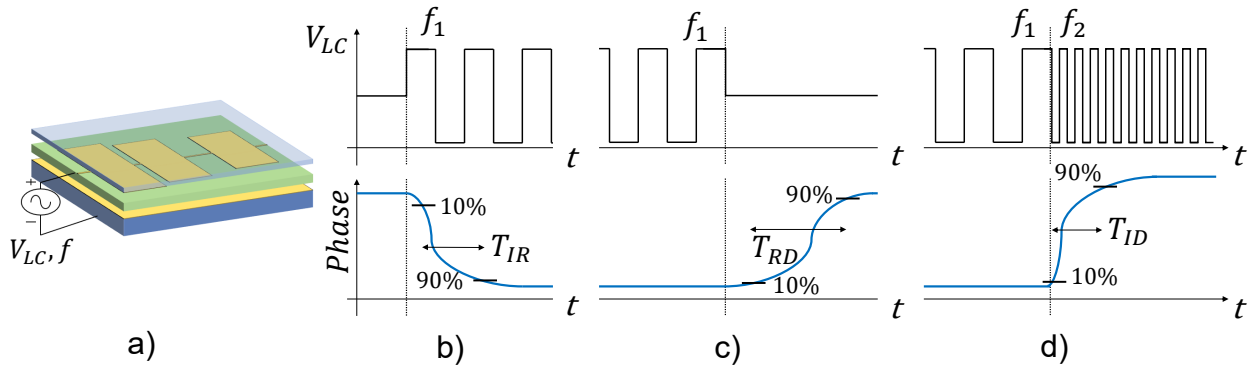 +
−
V_LC, f
a)
V_LC
f_1
t
Phase
10%
90%
T_IR
t
b)
f_1
t
90%
T_RD
10%
t
c)
f_1 f_2
t
90%
T_ID
10%
t
d)